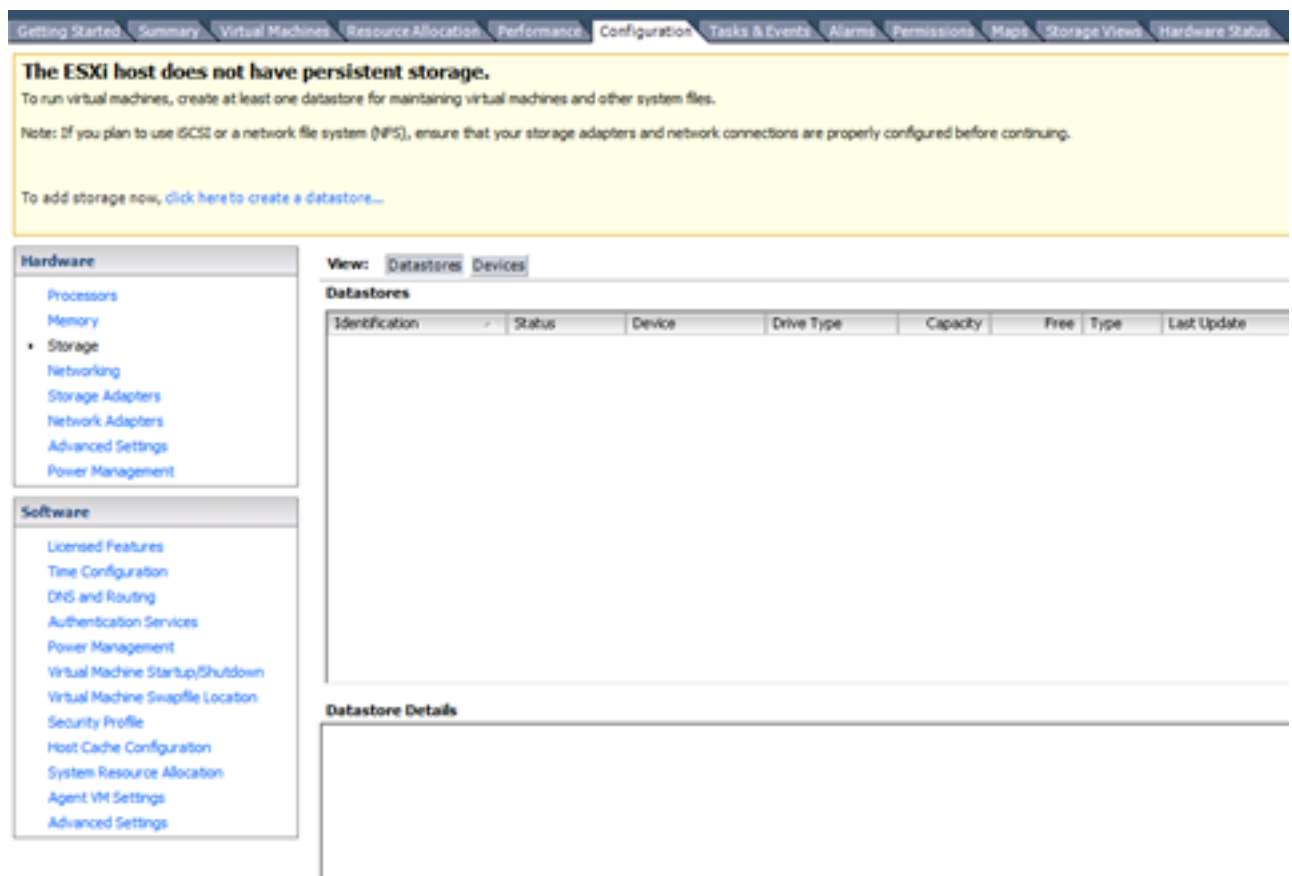 Getting Started Summary Virtual Machines Resource Allocation Performance Configuration Tasks & Events Alarms Permissions Maps Storage Views Hardware Status
The ESXi host does not have persistent storage.
To run virtual machines, create at least one datastore for maintaining virtual machines and other system files.
Note: If you plan to use iSCSI or a network file system (NFS), ensure that your storage adapters and network connections are properly configured before continuing.
To add storage now, click here to create a datastore...
Hardware
Processors
Memory
Storage
Networking
Storage Adapters
Network Adapters
Advanced Settings
Power Management
Software
Licensed Features
Time Configuration
DNS and Routing
Authentication Services
Power Management
Virtual Machine Startup/Shutdown
Virtual Machine Swapfile Location
Security Profile
Host Cache Configuration
System Resource Allocation
Agent VM Settings
Advanced Settings
View: Datastores Devices
Datastores
Identification Status Device Drive Type Capacity Free Type Last Update
Datastore Details